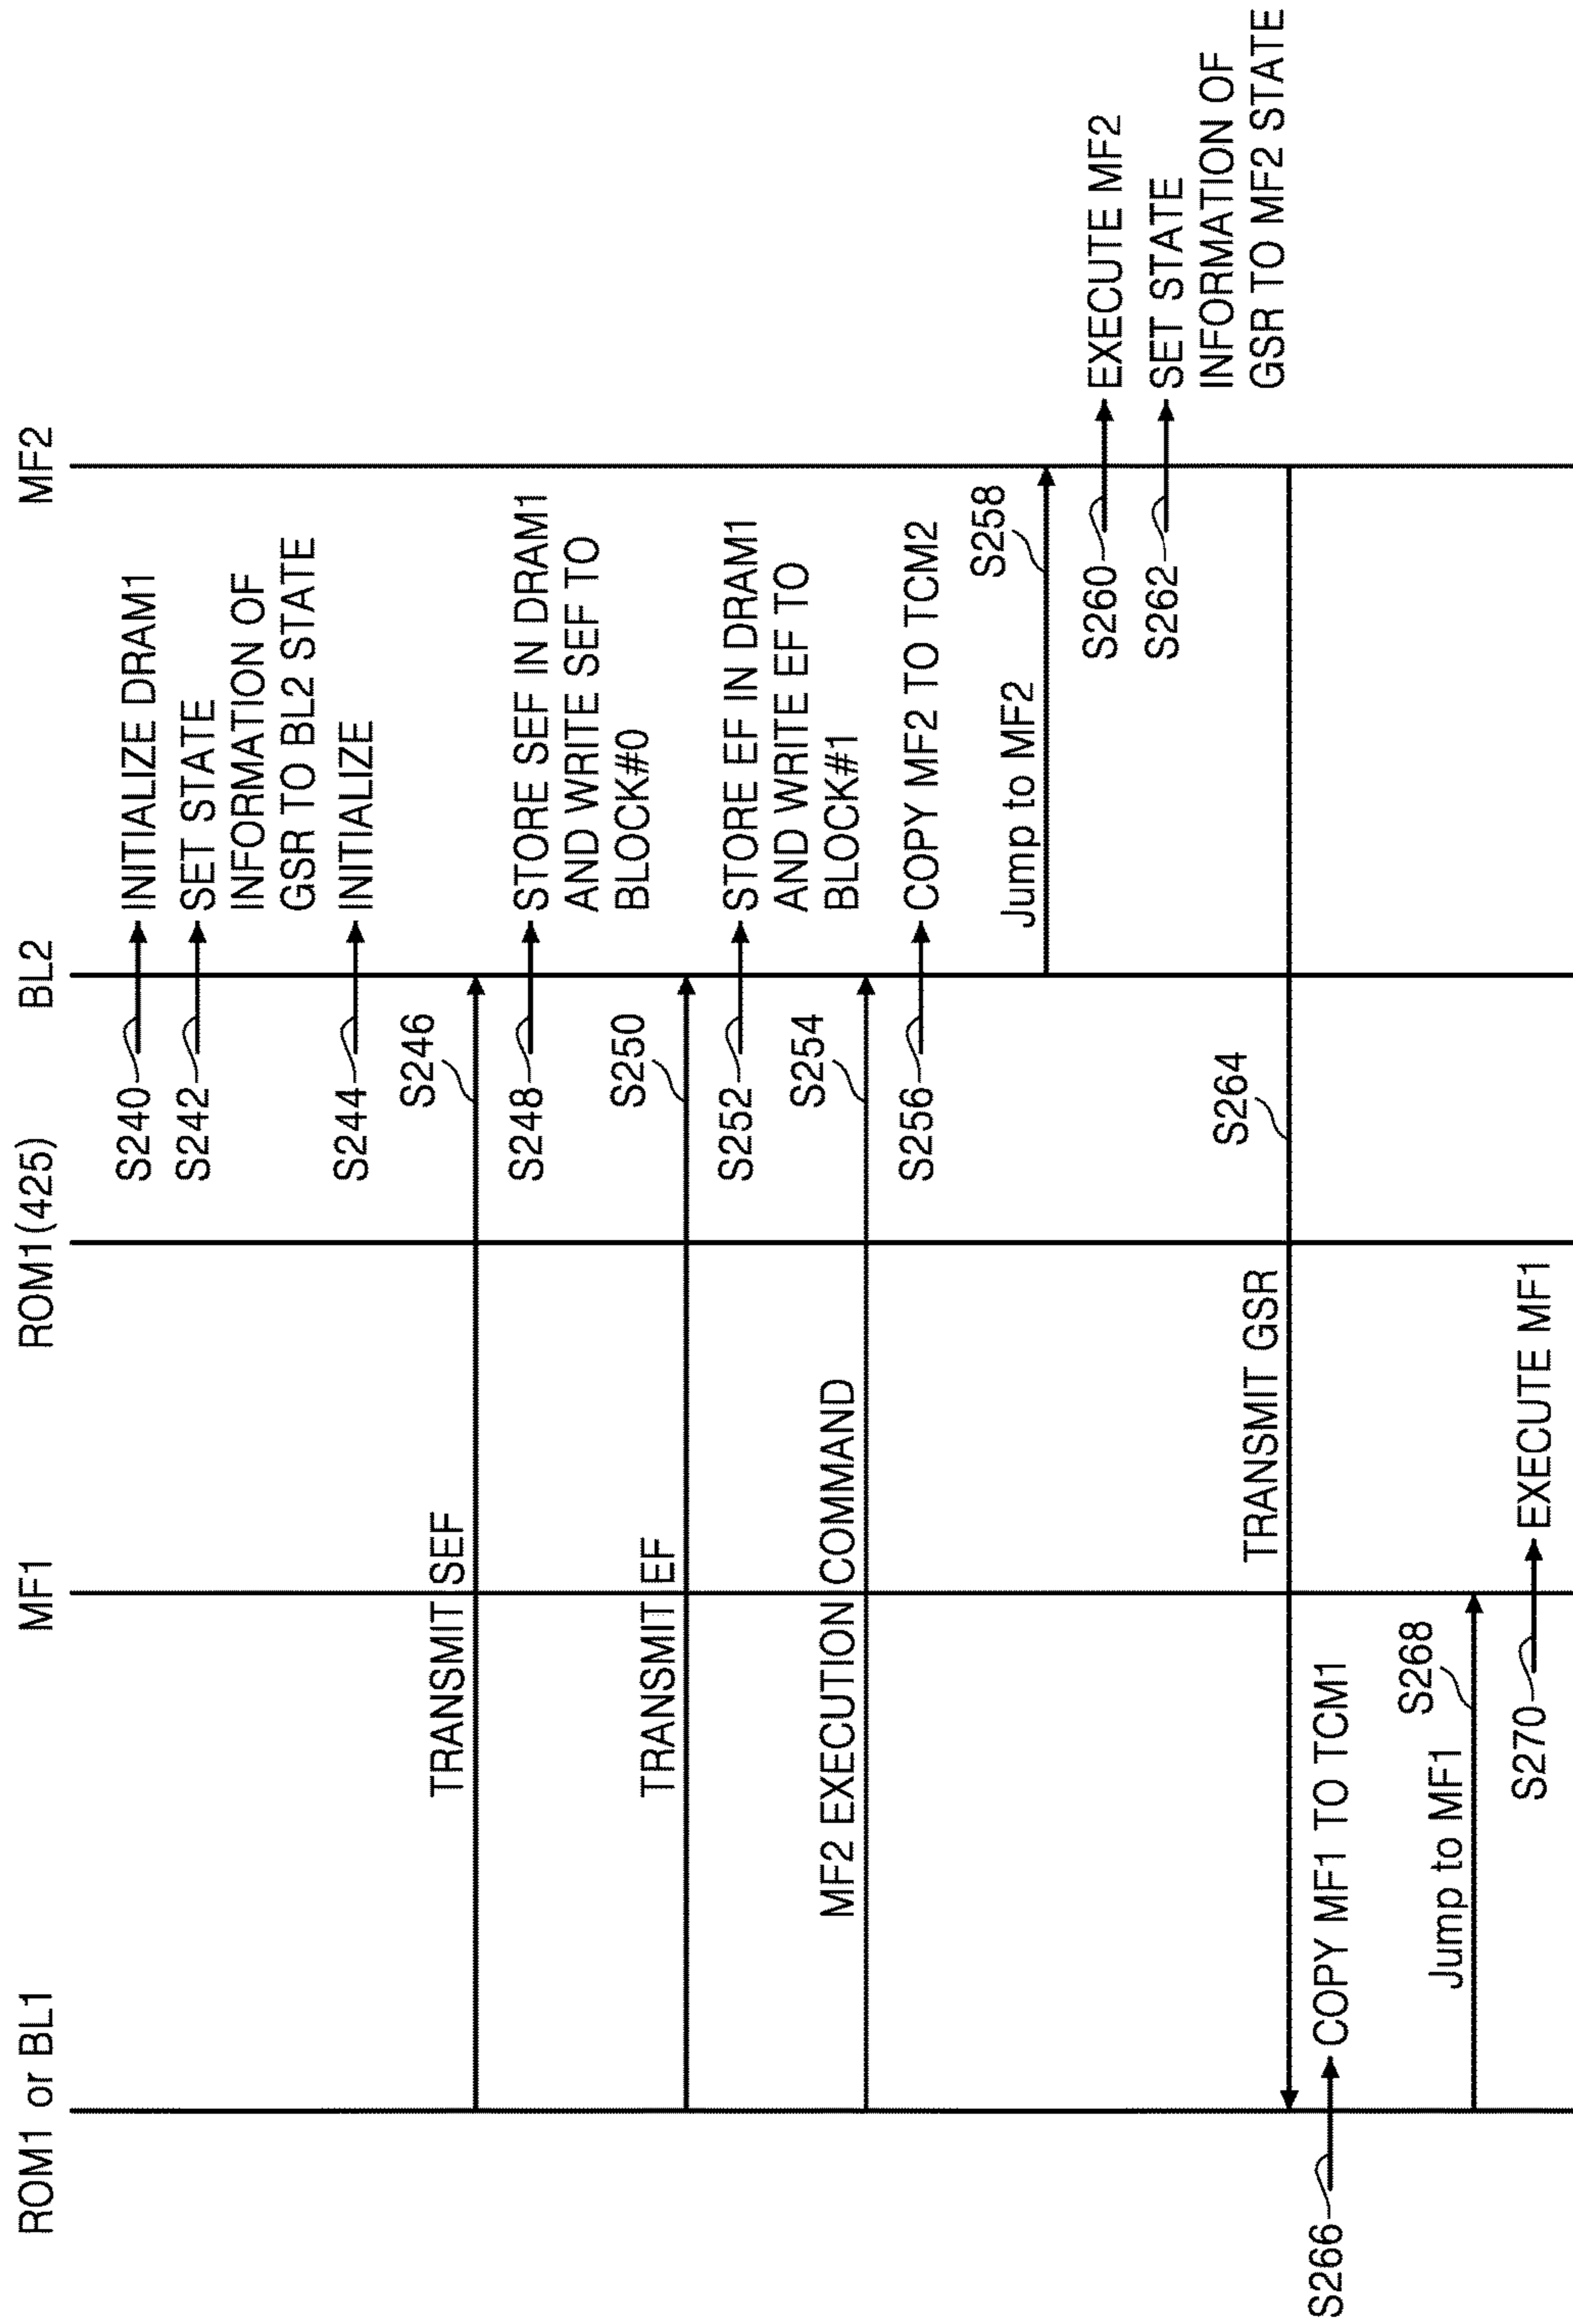 ROM1 or BL1
MF1
ROM1(425)
BL2
MF2
S240
INITIALIZE DRAM1
S242
SET STATE
INFORMATION OF
GSR TO BL2 STATE
S244
INITIALIZE
TRANSMIT SEF
S246
S248
STORE SEF IN DRAM1
AND WRITE SEF TO
BLOCK#0
TRANSMIT EF
S250
S252
STORE EF IN DRAM1
AND WRITE EF TO
BLOCK#1
MF2 EXECUTION COMMAND
S254
S256
COPY MF2 TO TCM2
Jump to MF2
S258
S260
EXECUTE MF2
S262
SET STATE
INFORMATION OF
GSR TO MF2 STATE
TRANSMIT GSR
S264
S266
COPY MF1 TO TCM1
Jump to MF1
S268
S270
EXECUTE MF1